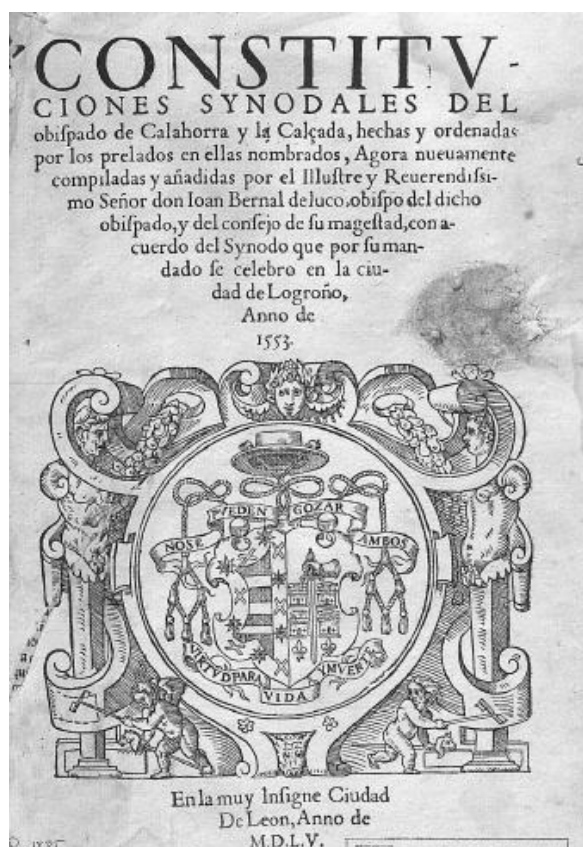 CONSTITV-
CIONES SYNODALES DEL
obiſpado de Calahorra y la Calçada, hechas y ordenadas
por los prelados en ellas nombrados, Agora nueuamente
compiladas y añadidas por el Illuſtre y Reuerendiſsi-
mo Señor don Ioan Bernal de luco, obiſpo del dicho
obiſpado, y del conſejo de ſu mageſtad, con a-
cuerdo del Synodo que por ſu man-
dado ſe celebro en la ciu-
dad de Logroño,
Anno de
1553.
NOSE PVEDEN GOZAR AMBOS
VIRTVD PARA VIDA MVERTE
En la muy Inſigne Ciudad
De Leon, Anno de
M.D.L.V.